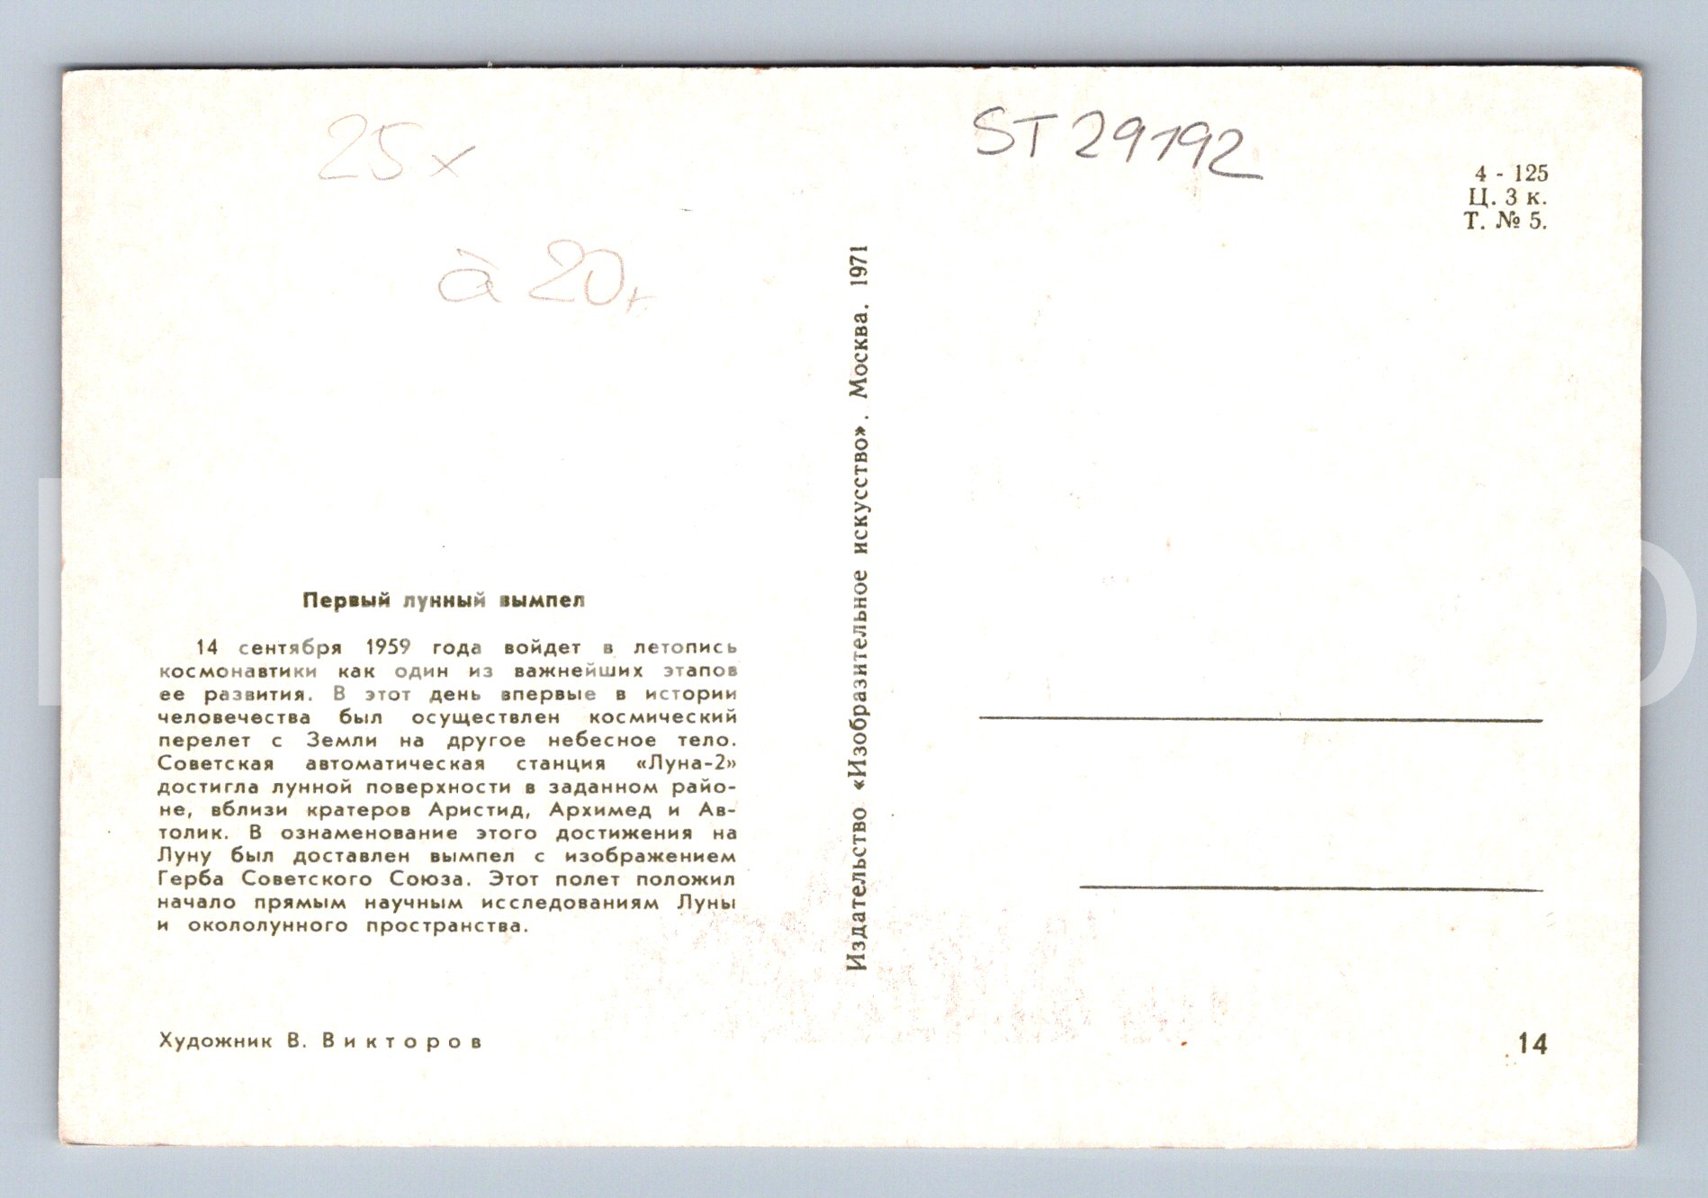 25x
à 20,-
ST 29192
4 - 125
Ц. 3 к.
Т. № 5.
Первый лунный вымпел
14 сентября 1959 года войдет в летопись
космонавтики как один из важнейших этапов
ее развития. В этот день впервые в истории
человечества был осуществлен космический
перелет с Земли на другое небесное тело.
Советская автоматическая станция «Луна-2»
достигла лунной поверхности в заданном райо-
не, вблизи кратеров Аристид, Архимед и Ав-
толик. В ознаменование этого достижения на
Луну был доставлен вымпел с изображением
Герба Советского Союза. Этот полет положил
начало прямым научным исследованиям Луны
и окололунного пространства.
Художник В. Викторов
Издательство «Изобразительное искусство». Москва. 1971
14